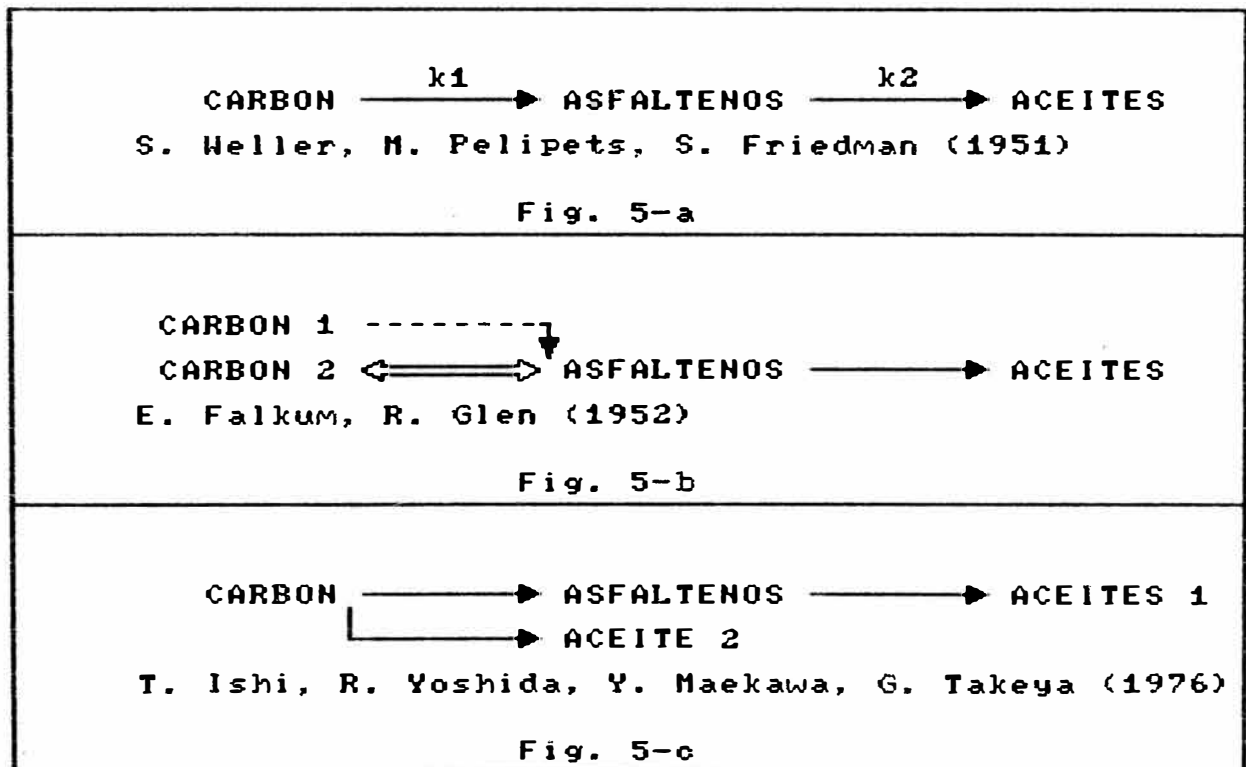 k1 k2
CARBON ASFALTENOS ACEITES
S. Weller, M. Pelipets, S. Friedman (1951)
Fig. 5-a
CARBON 1
CARBON 2 ASFALTENOS ACEITES
E. Falkum, R. Glen (1952)
Fig. 5-b
CARBON ASFALTENOS ACEITES 1
ACEITE 2
T. Ishi, R. Yoshida, Y. Maekawa, G. Takeya (1976)
Fig. 5-c